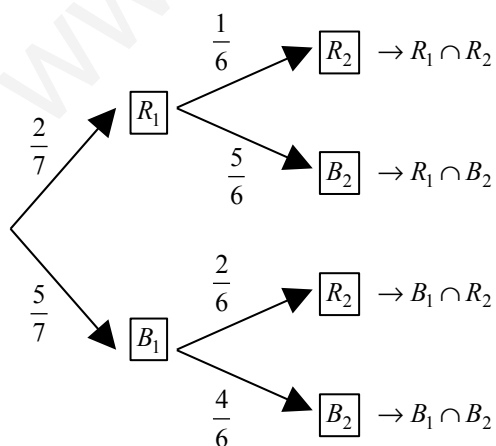 1/6
R₂ → R₁ ∩ R₂
R₁
2/7
5/6
B₂ → R₁ ∩ B₂
5/7
2/6
R₂ → B₁ ∩ R₂
B₁
4/6
B₂ → B₁ ∩ B₂